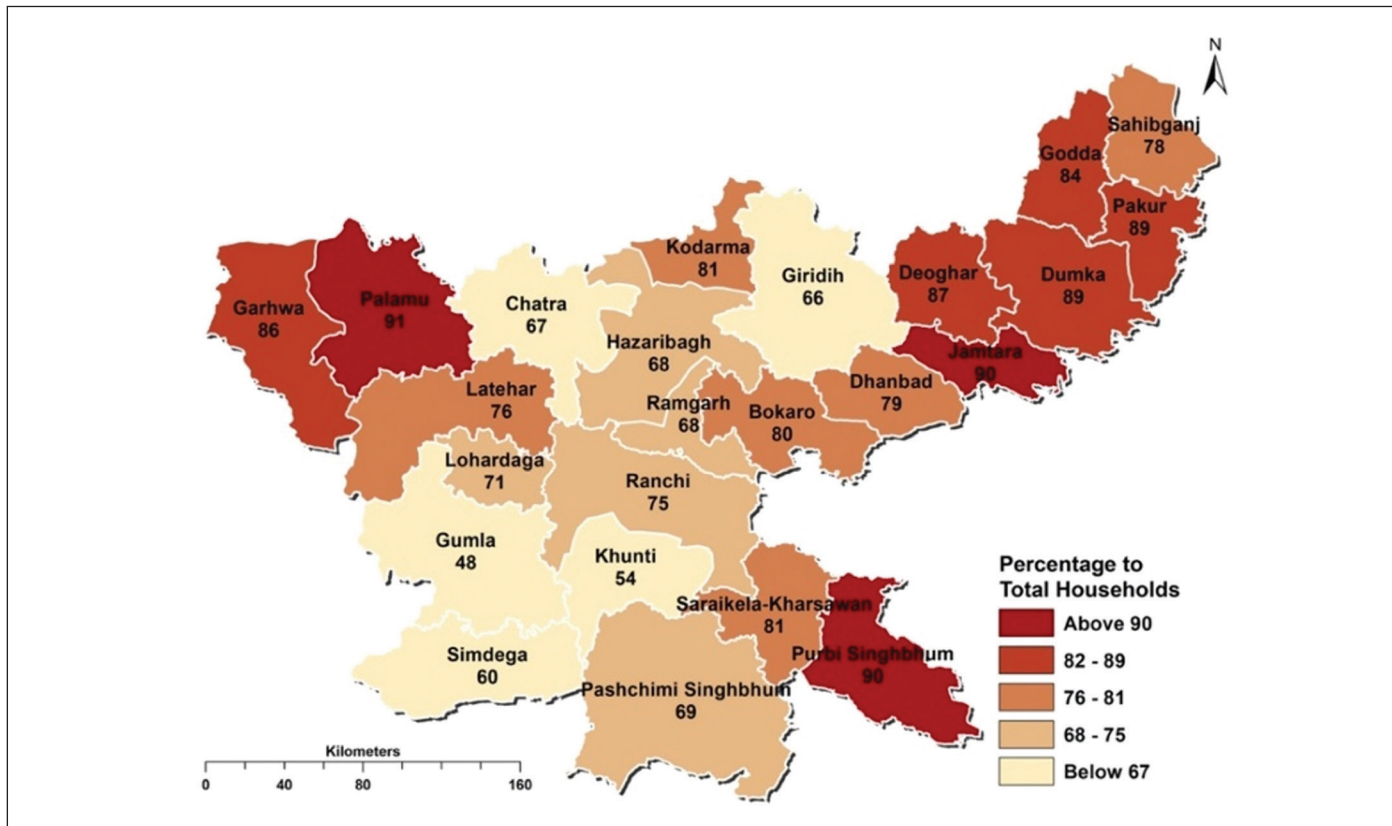 N
Sahibganj
78
Godda
84
Pakur
89
Kodarma
81
Giridih
66
Deoghar
87
Dumka
89
Garhwa
86
Palamu
91
Chatra
67
Hazaribagh
68
Jamtara
90
Latehar
76
Ramgarh
68
Bokaro
80
Dhanbad
79
Lohardaga
71
Ranchi
75
Gumla
48
Khunti
54
Saraikela-Kharsawan
81
Simdega
60
Purbi Singhbhum
90
Pashchimi Singhbhum
69
Percentage to
Total Households
Above 90
82 - 89
76 - 81
68 - 75
Below 67
Kilometers
0 40 80 160